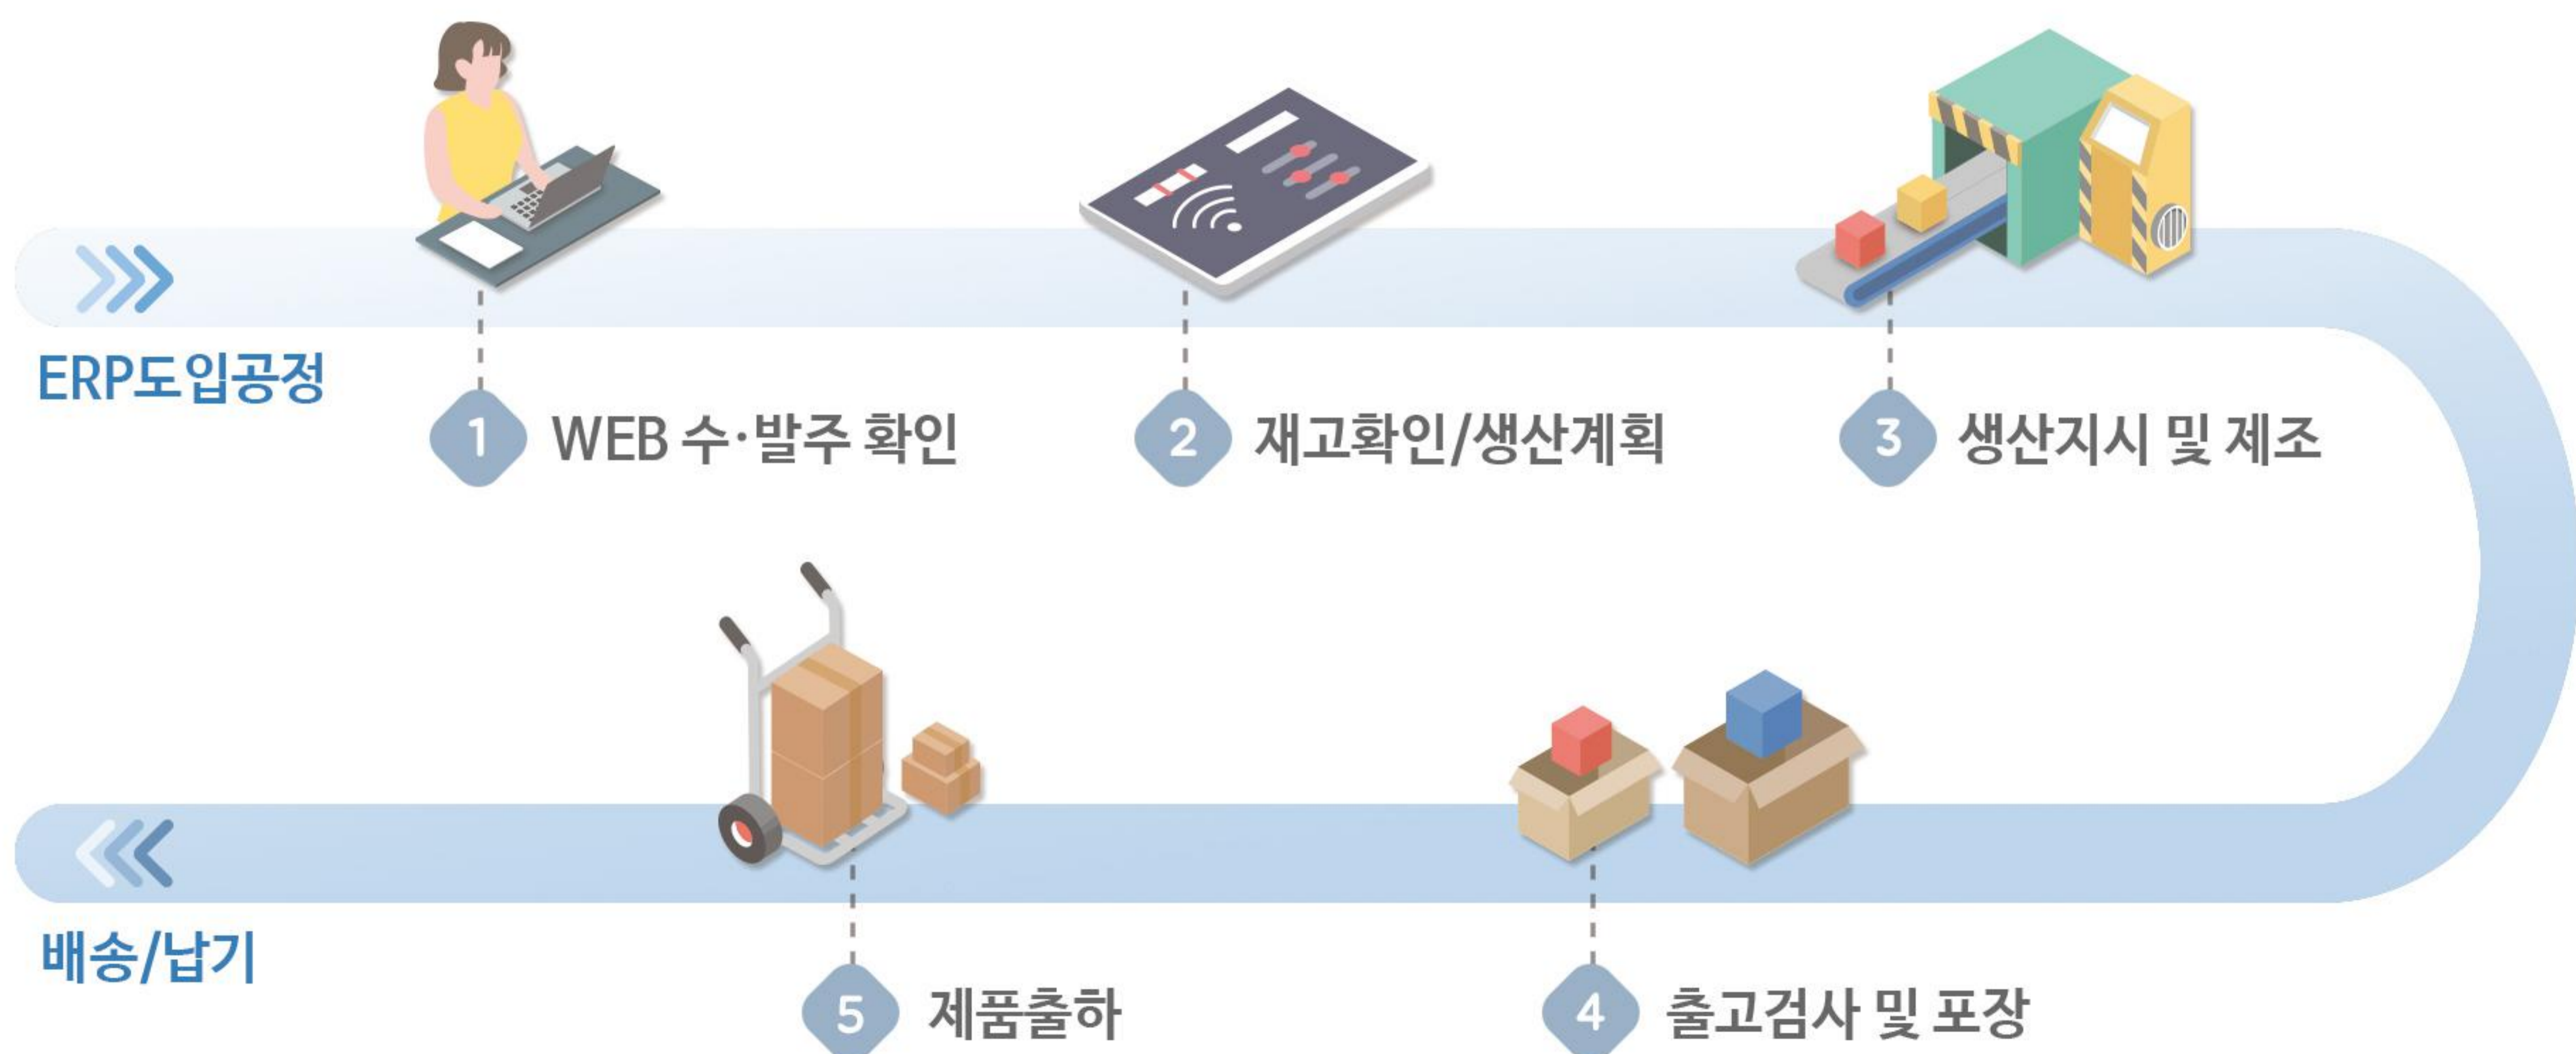 ERP도입공정
1 WEB 수·발주 확인
2 재고확인/생산계획
3 생산지시 및 제조
4 출고검사 및 포장
5 제품출하
배송/납기